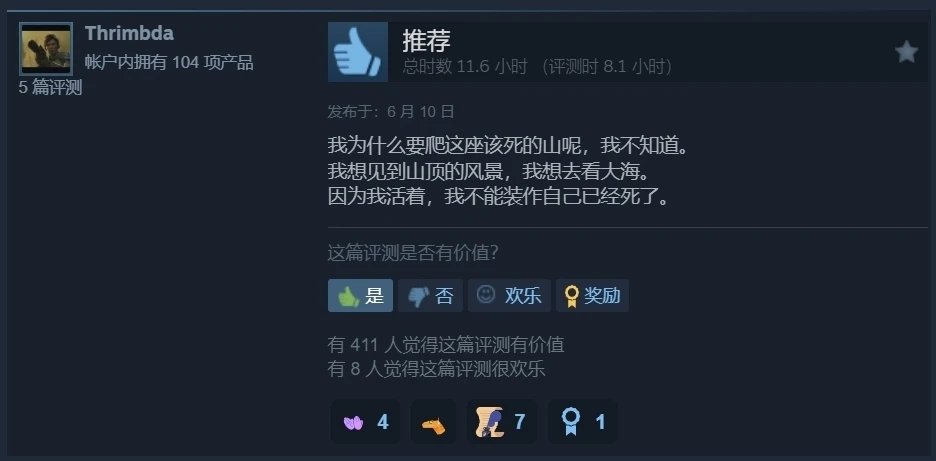 Thrimbda
帐户内拥有 104 项产品
5 篇评测
推荐
总时数 11.6 小时 （评测时 8.1 小时）
发布于：6 月 10 日
我为什么要爬这座该死的山呢，我不知道。
我想见到山顶的风景，我想去看大海。
因为我活着，我不能装作自己已经死了。
这篇评测是否有价值？
是 否 欢乐 奖励
有 411 人觉得这篇评测有价值
有 8 人觉得这篇评测很欢乐
4 7 1